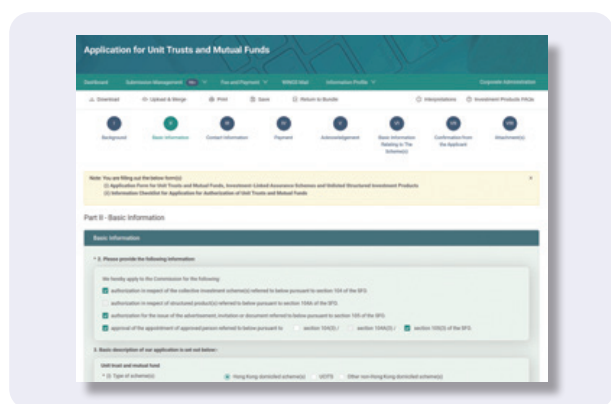 Application for Unit Trusts and Mutual Funds
Dashboard Submission Management Fee and Payment WINGS Mail Information Profile Corporate Administration
Download Upload & Merge Print Save Return to Bundle Interpretations Investment Products FAQs
I II III IV V VI VII VIII
Background Basic Information Contact Information Payment Acknowledgement Basic Information Relating to The Scheme(s) Confirmation from the Applicant Attachment(s)
Note: You are filling out the below form(s)
(i) Application Form for Unit Trusts and Mutual Funds, Investment-Linked Assurance Schemes and Unlisted Structured Investment Products
(ii) Information Checklist for Application for Authorization of Unit Trusts and Mutual Funds
Part II - Basic Information
Basic Information
* 2. Please provide the following information:
We hereby apply to the Commission for the following:
authorization in respect of the collective investment scheme(s) referred to below pursuant to section 104 of the SFO.
authorization in respect of structured product(s) referred to below pursuant to section 104A of the SFO.
authorization for the issue of the advertisement, invitation or document referred to below pursuant to section 105 of the SFO.
approval of the appointment of approved person referred to below pursuant to section 104(3) / section 104A(3) / section 105(3) of the SFO.
3. Basic description of our application is set out below:-
Unit trust and mutual fund
* (i) Type of scheme(s): Hong Kong domiciled scheme(s) UCITS Other non-Hong Kong domiciled scheme(s)